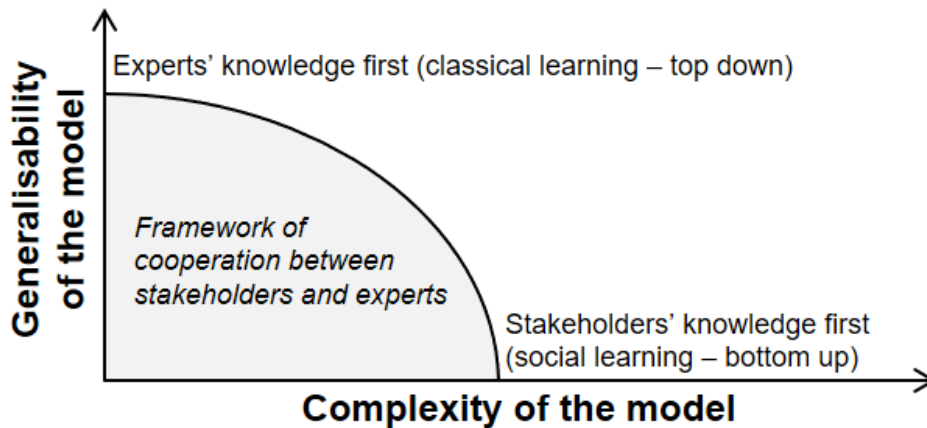 Generalisability
of the model
Experts’ knowledge first (classical learning – top down)
Framework of
cooperation between
stakeholders and experts
Stakeholders’ knowledge first
(social learning – bottom up)
Complexity of the model